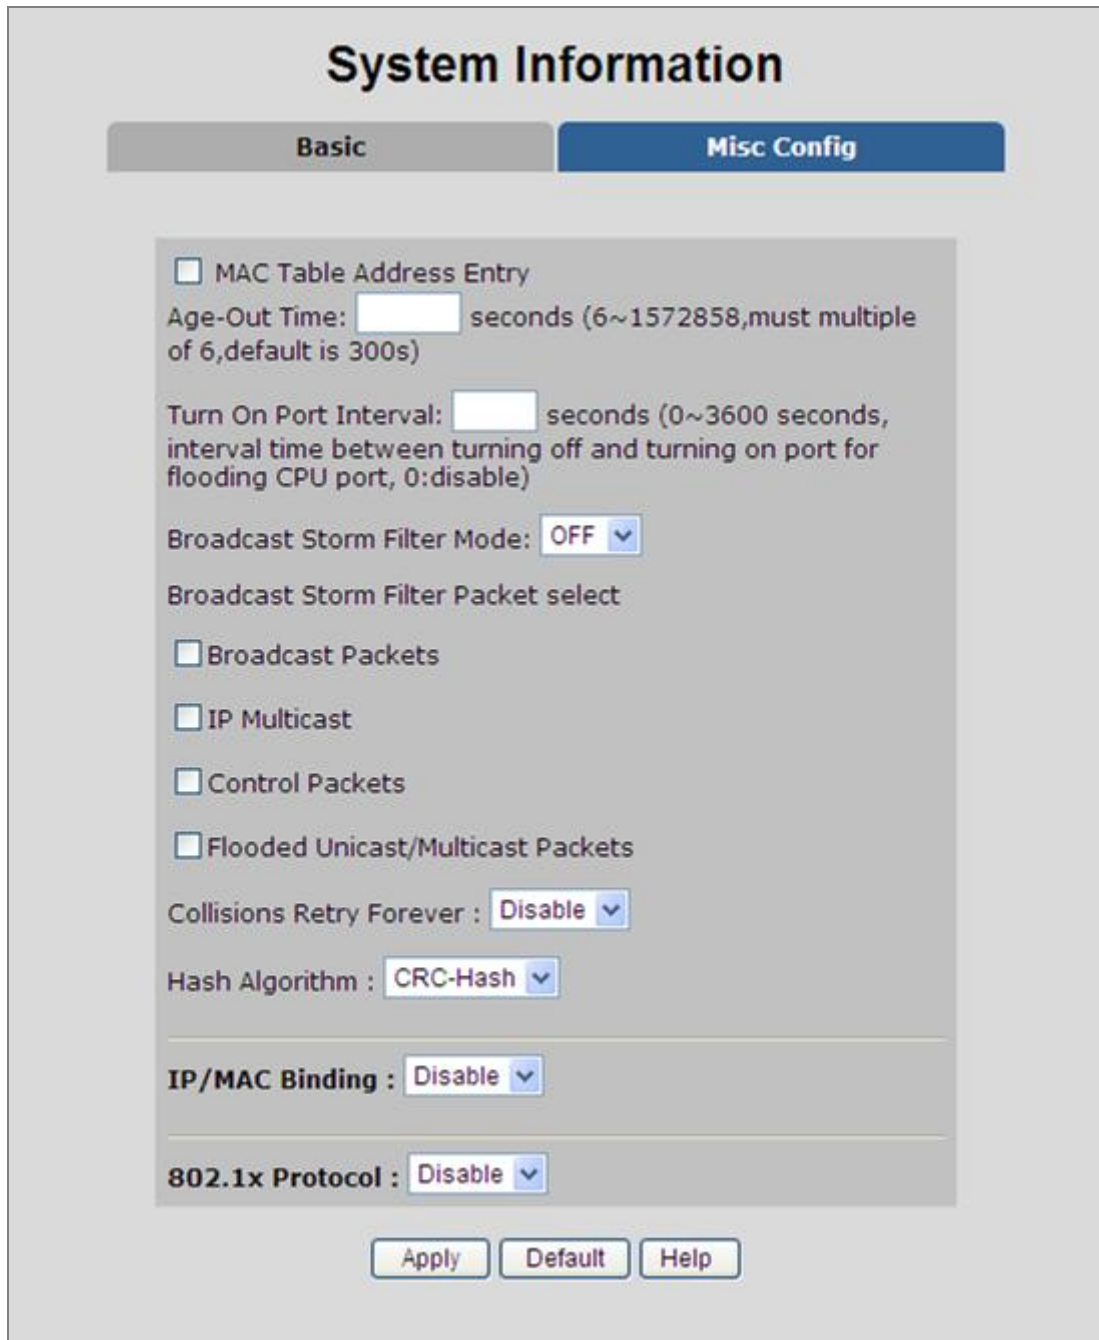 System Information
Basic
Misc Config
MAC Table Address Entry
Age-Out Time: seconds (6~1572858,must multiple
of 6,default is 300s)
Turn On Port Interval: seconds (0~3600 seconds,
interval time between turning off and turning on port for
flooding CPU port, 0:disable)
Broadcast Storm Filter Mode: OFF
Broadcast Storm Filter Packet select
Broadcast Packets
IP Multicast
Control Packets
Flooded Unicast/Multicast Packets
Collisions Retry Forever : Disable
Hash Algorithm : CRC-Hash
IP/MAC Binding : Disable
802.1x Protocol : Disable
Apply
Default
Help